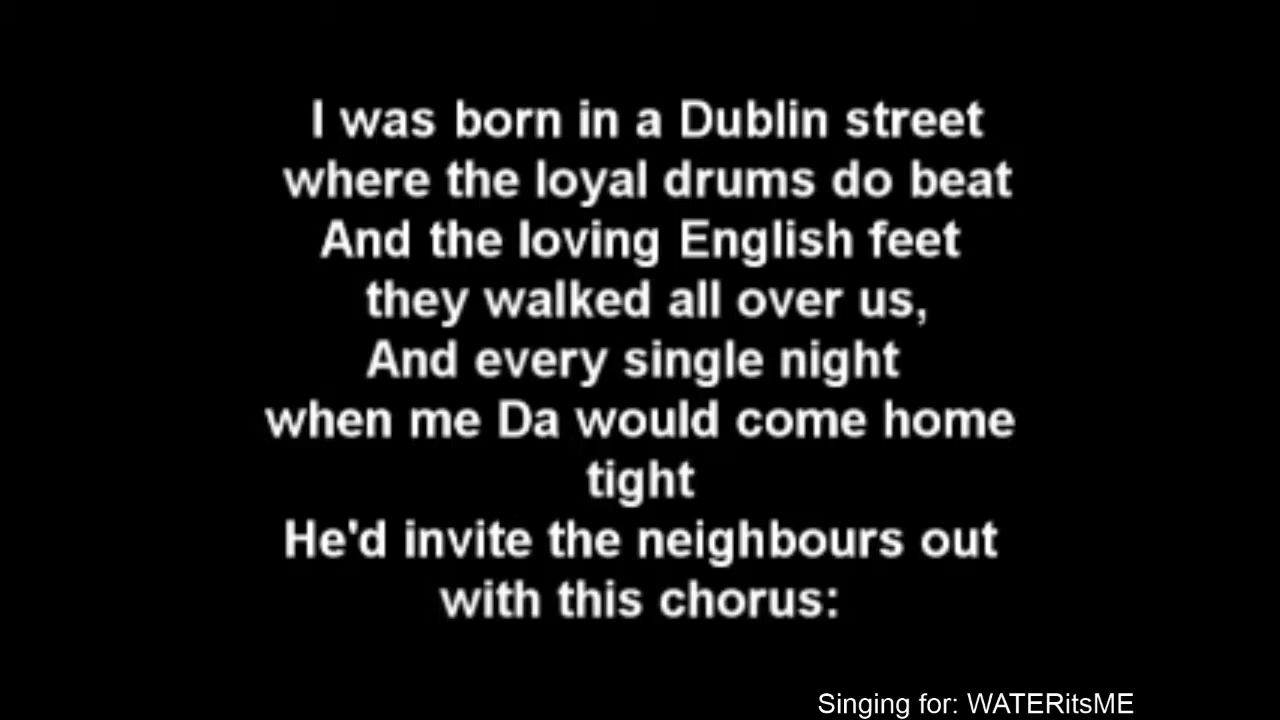 I was born in a Dublin street
where the loyal drums do beat
And the loving English feet
they walked all over us,
And every single night
when me Da would come home
tight
He'd invite the neighbours out
with this chorus:
Singing for: WATERitsME